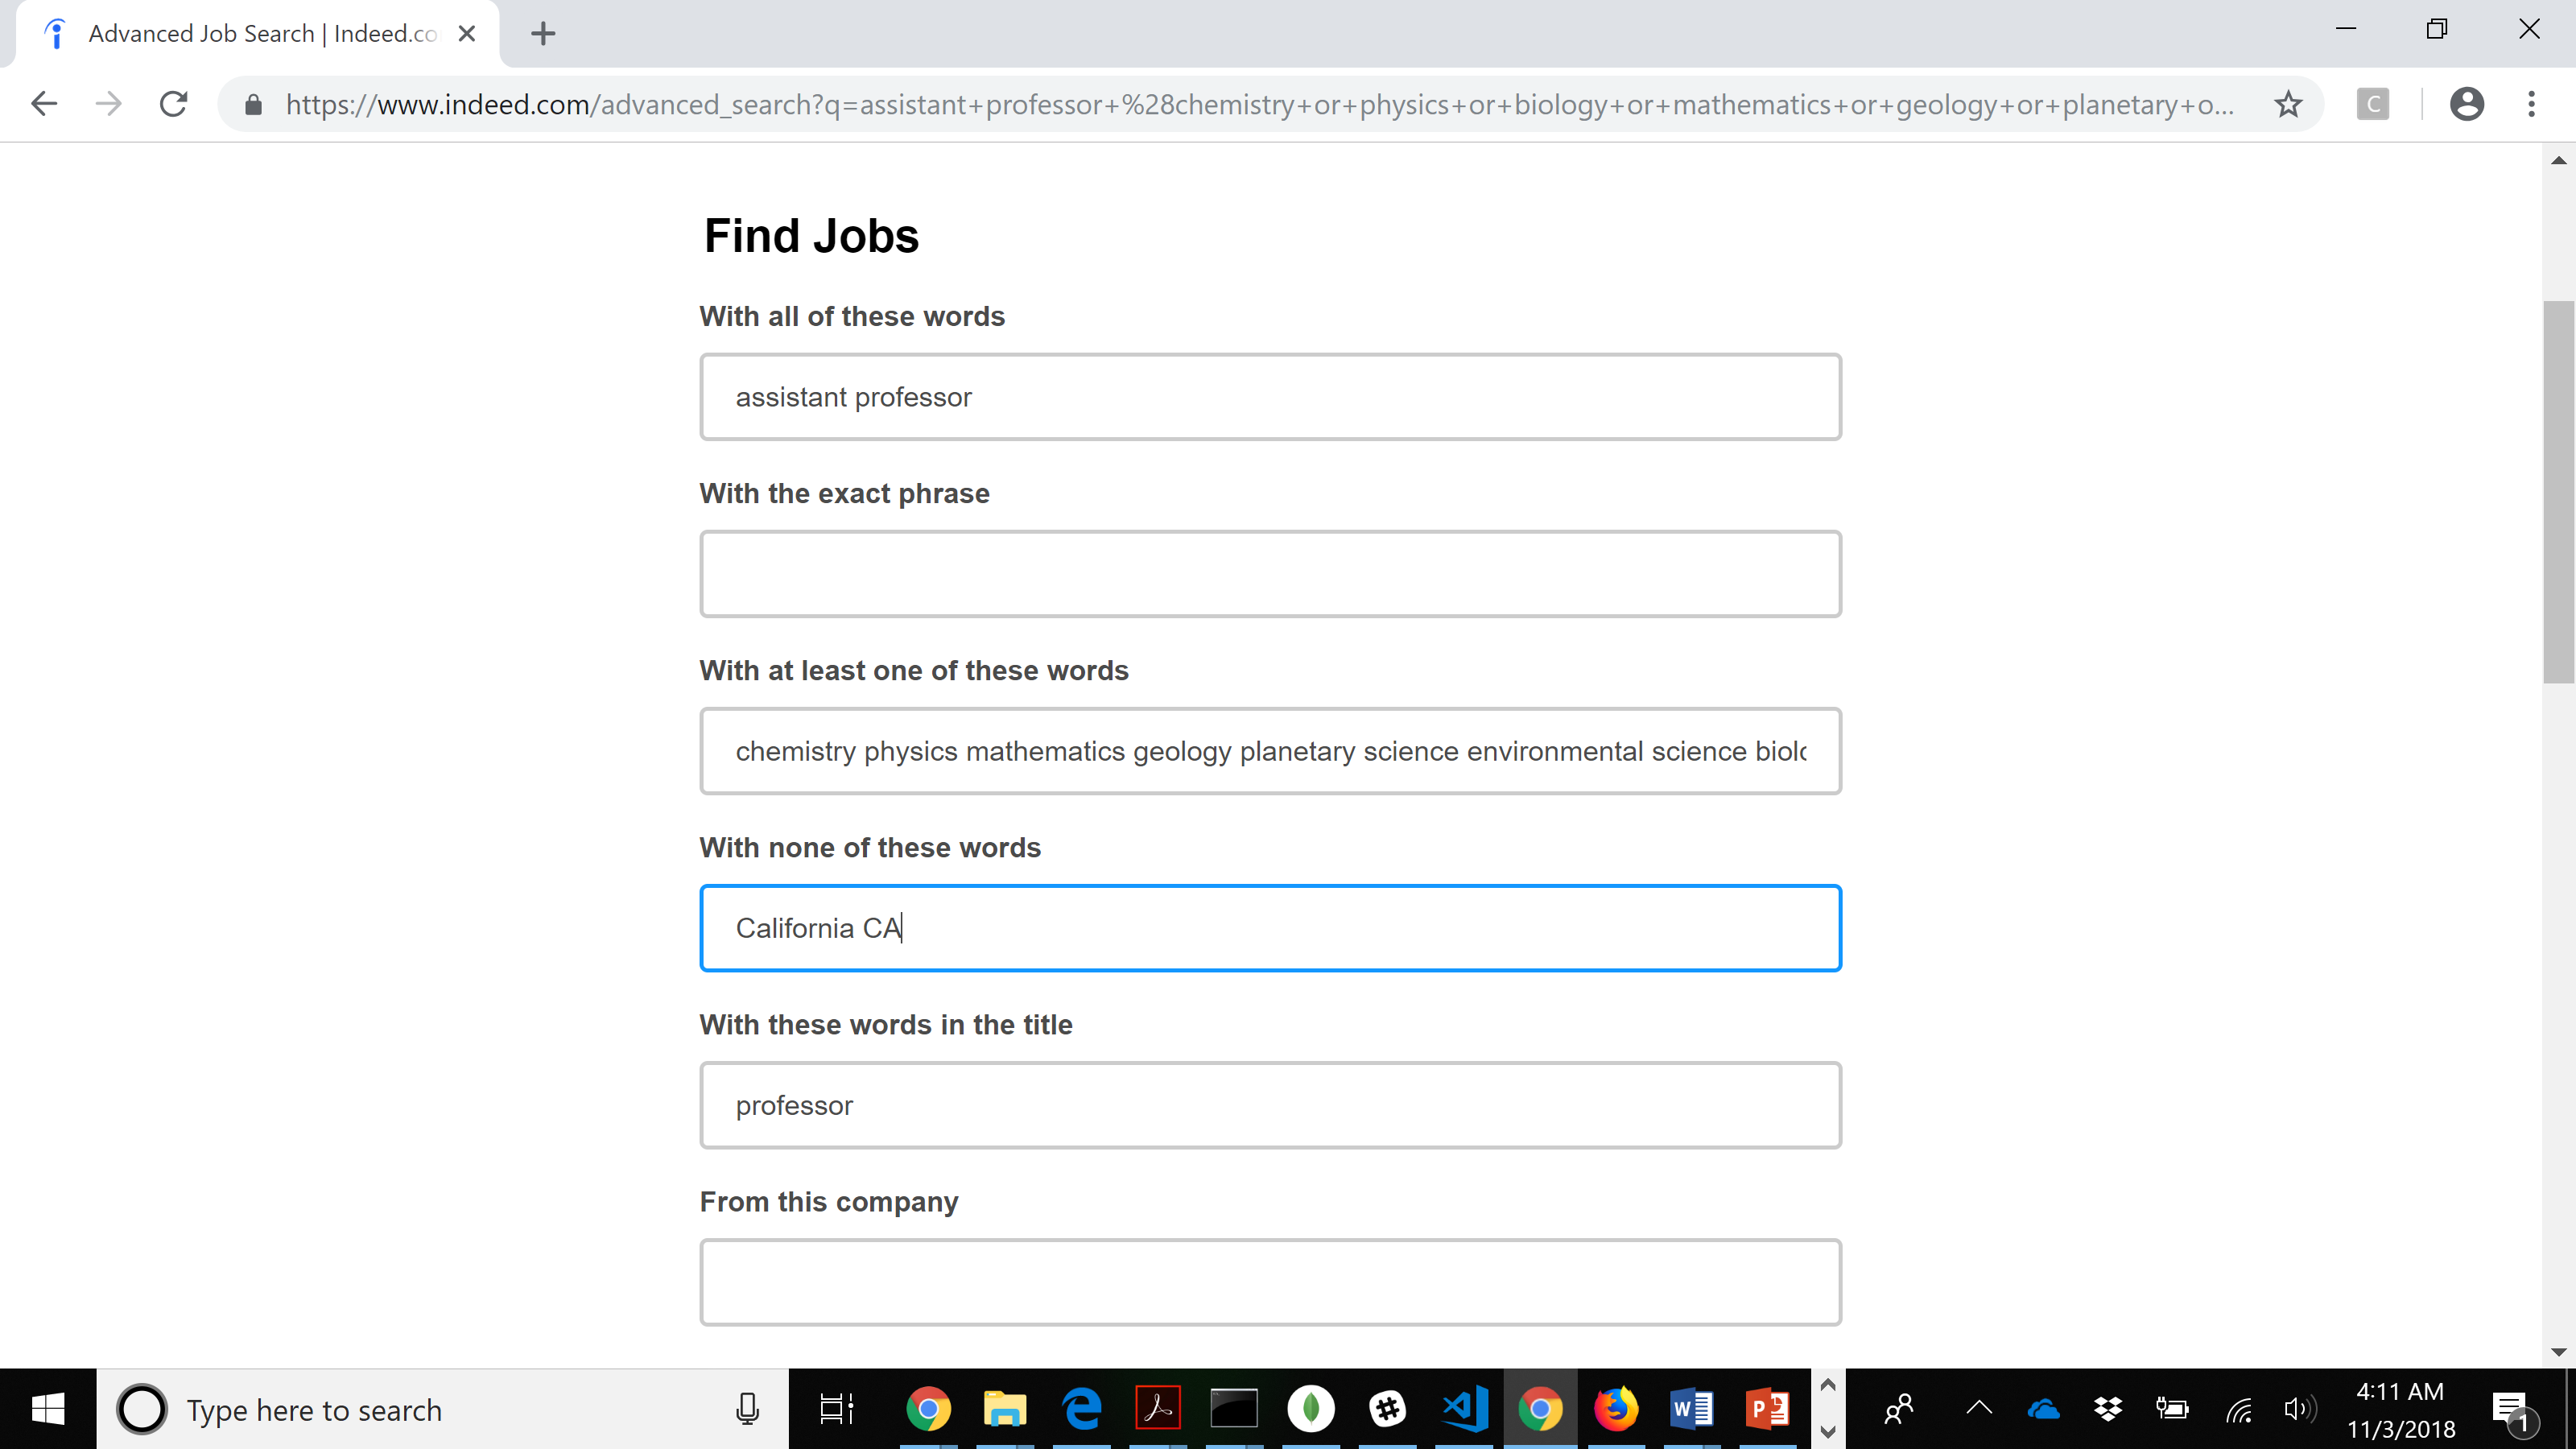 Advanced Job Search | Indeed.co
https://www.indeed.com/advanced_search?q=assistant+professor+%28chemistry+or+physics+or+biology+or+mathematics+or+geology+or+planetary+o...
C
Find Jobs
With all of these words
assistant professor
With the exact phrase
With at least one of these words
chemistry physics mathematics geology planetary science environmental science biolo
With none of these words
California CA
With these words in the title
professor
From this company
Type here to search
4:11 AM
11/3/2018
1